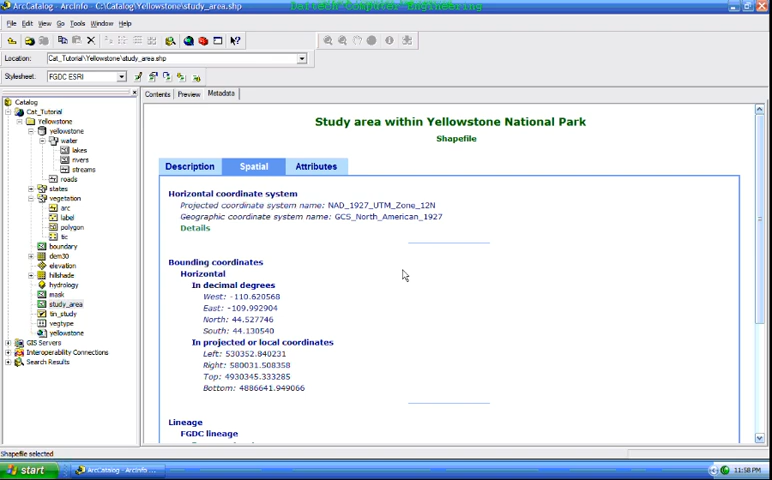 ArcCatalog - ArcInfo - C:\Catalog\Yellowstone\study_area.shp
File Edit View Go Tools Window Help
Location: Cat_Tutorial\Yellowstone\study_area.shp
Stylesheet: FGDC ESRI
Catalog
Cat_Tutorial
Yellowstone
yellowstone
water
lakes
rivers
streams
roads
states
vegetation
arc
label
polygon
tic
boundary
dem30
elevation
hillshade
hydrology
mask
study_area
tin_study
vegtype
yellowstone
GIS Servers
Interoperability Connections
Search Results
Contents Preview Metadata
Study area within Yellowstone National Park
Shapefile
Description Spatial Attributes
Horizontal coordinate system
Projected coordinate system name: NAD_1927_UTM_Zone_12N
Geographic coordinate system name: GCS_North_American_1927
Details
Bounding coordinates
Horizontal
In decimal degrees
West: -110.620568
East: -109.992904
North: 44.527746
South: 44.130540
In projected or local coordinates
Left: 530352.840231
Right: 580031.508358
Top: 4930345.333285
Bottom: 4886641.949066
Lineage
FGDC lineage
Shapefile selected
start ArcCatalog - ArcInfo ... 11:58 PM